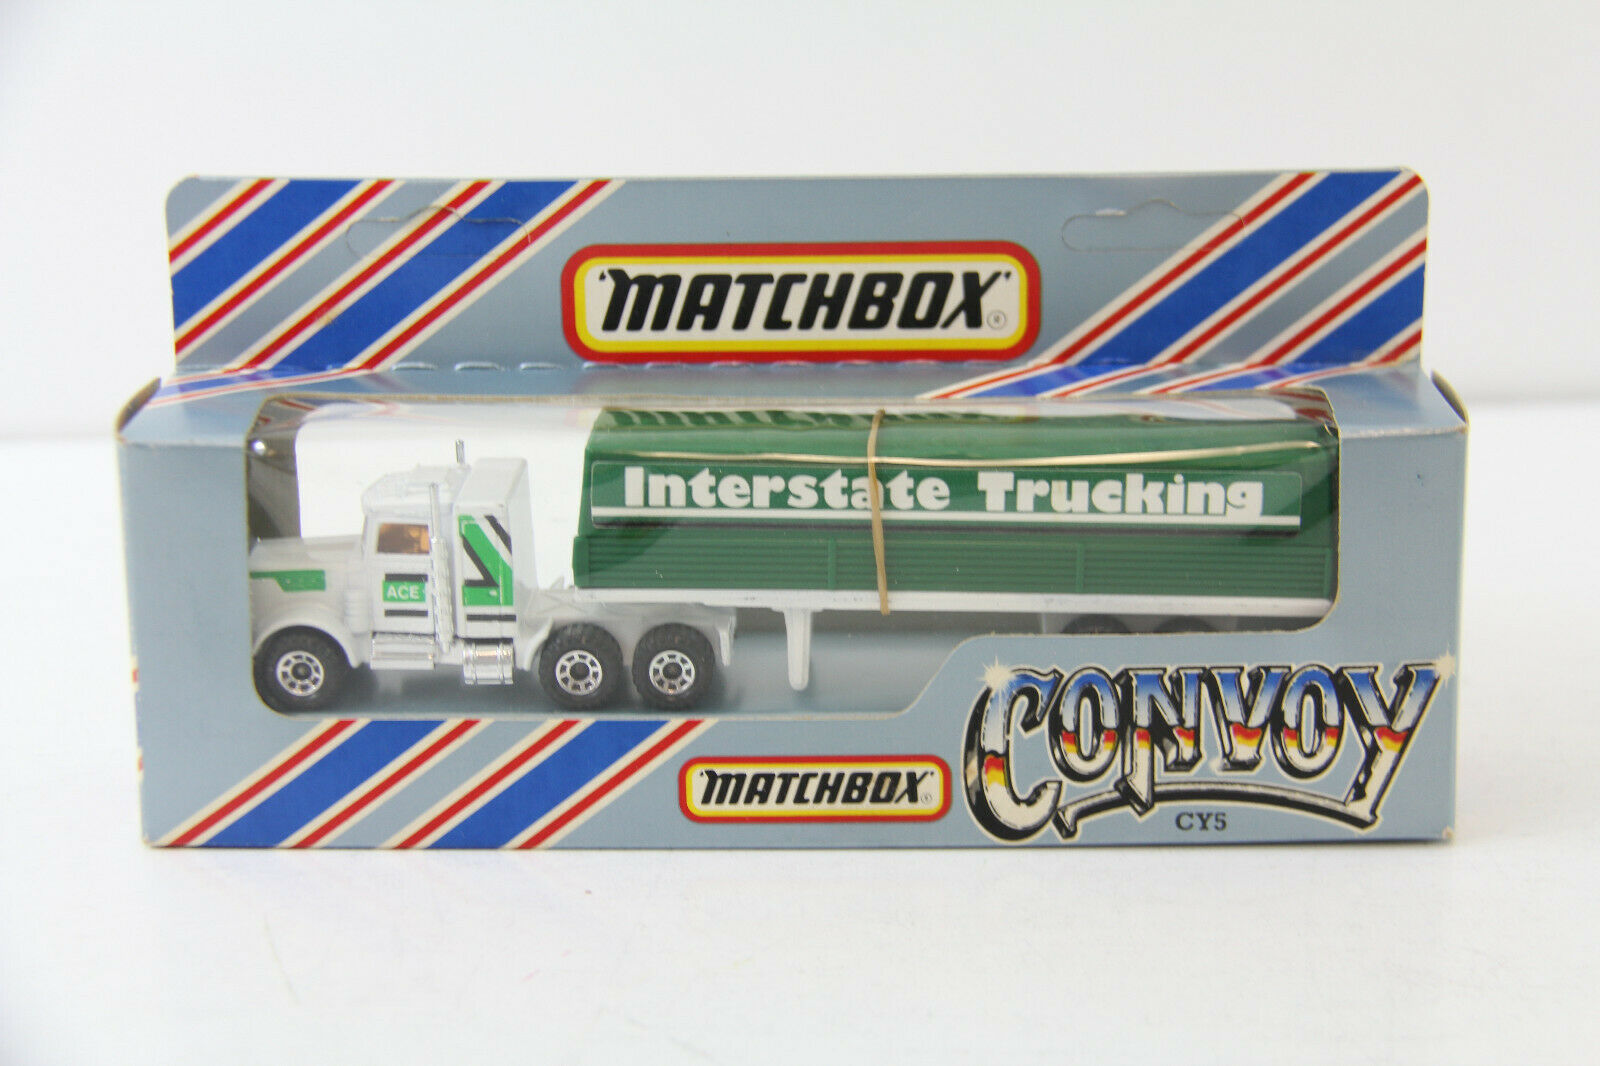 'MATCHBOX' ®
Interstate Trucking
ACE
'MATCHBOX' ®
CONVOY
CY5